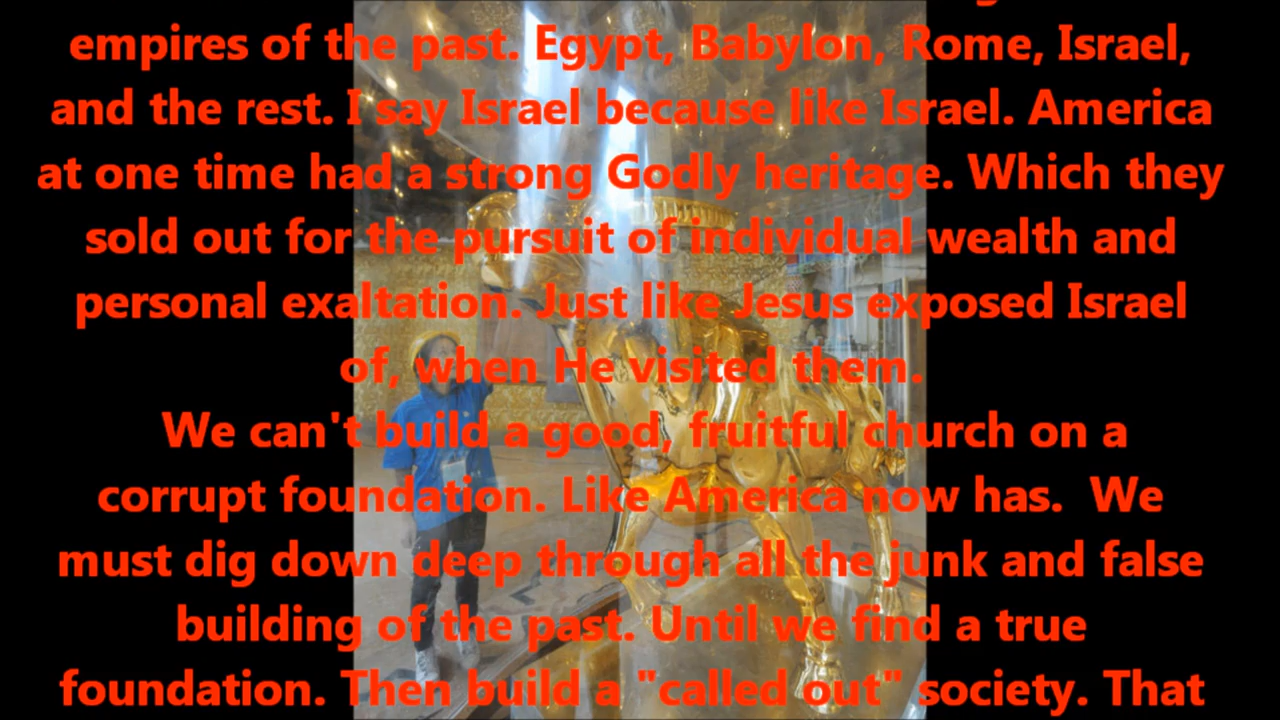 empires of the past. Egypt, Babylon, Rome, Israel,
and the rest. I say Israel because like Israel. America
at one time had a strong Godly heritage. Which they
sold out for the pursuit of individual wealth and
personal exaltation. Just like Jesus exposed Israel
of, when He visited them.
We can't build a good, fruitful church on a
corrupt foundation. Like America now has.  We
must dig down deep through all the junk and false
building of the past. Until we find a true
foundation. Then build a "called out" society. That